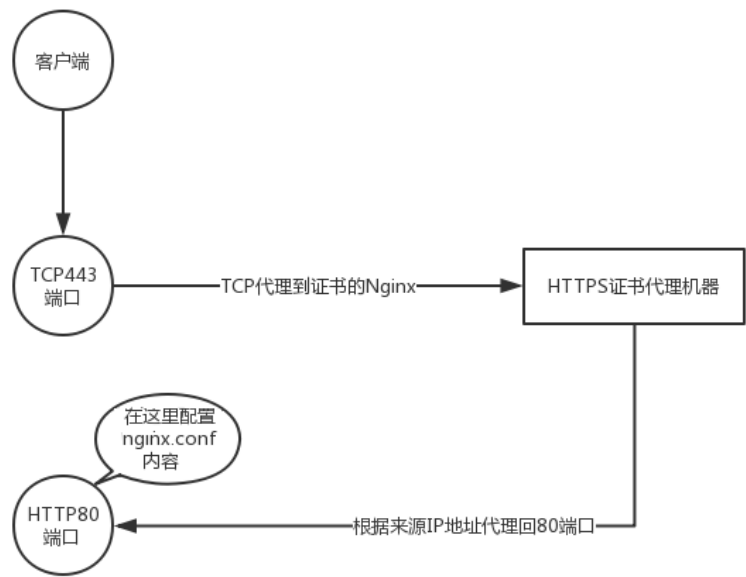 客户端
TCP443
端口
TCP代理到证书的Nginx
HTTPS证书代理机器
在这里配置
nginx.conf
内容
HTTP80
端口
根据来源IP地址代理回80端口